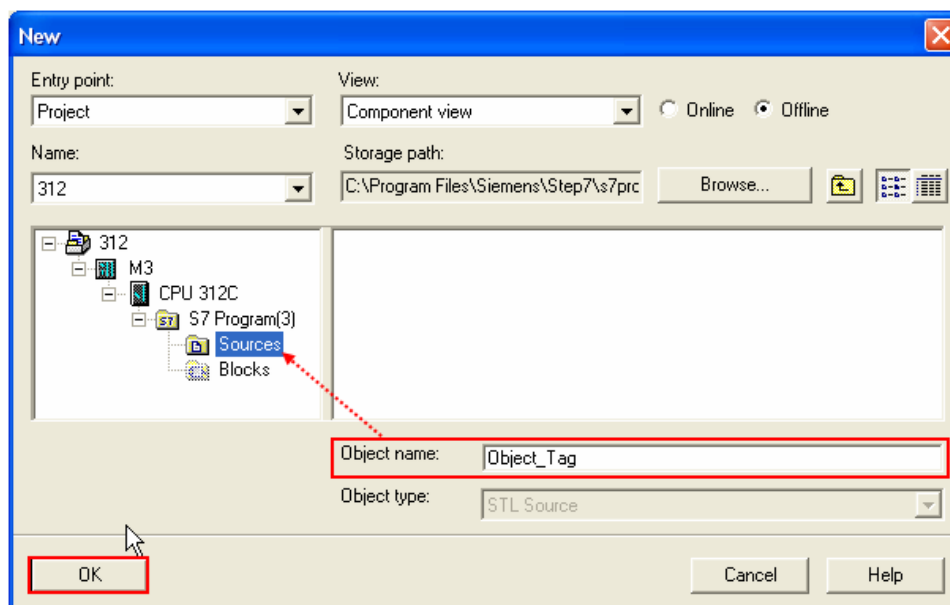 New
Entry point:
View:
Project
Component view
Online
Offline
Name:
Storage path:
312
C:\Program Files\Siemens\Step7\s7prc
Browse...
312
M3
CPU 312C
S7 Program(3)
Sources
Blocks
Object name:
Object_Tag
Object type:
STL Source
OK
Cancel
Help